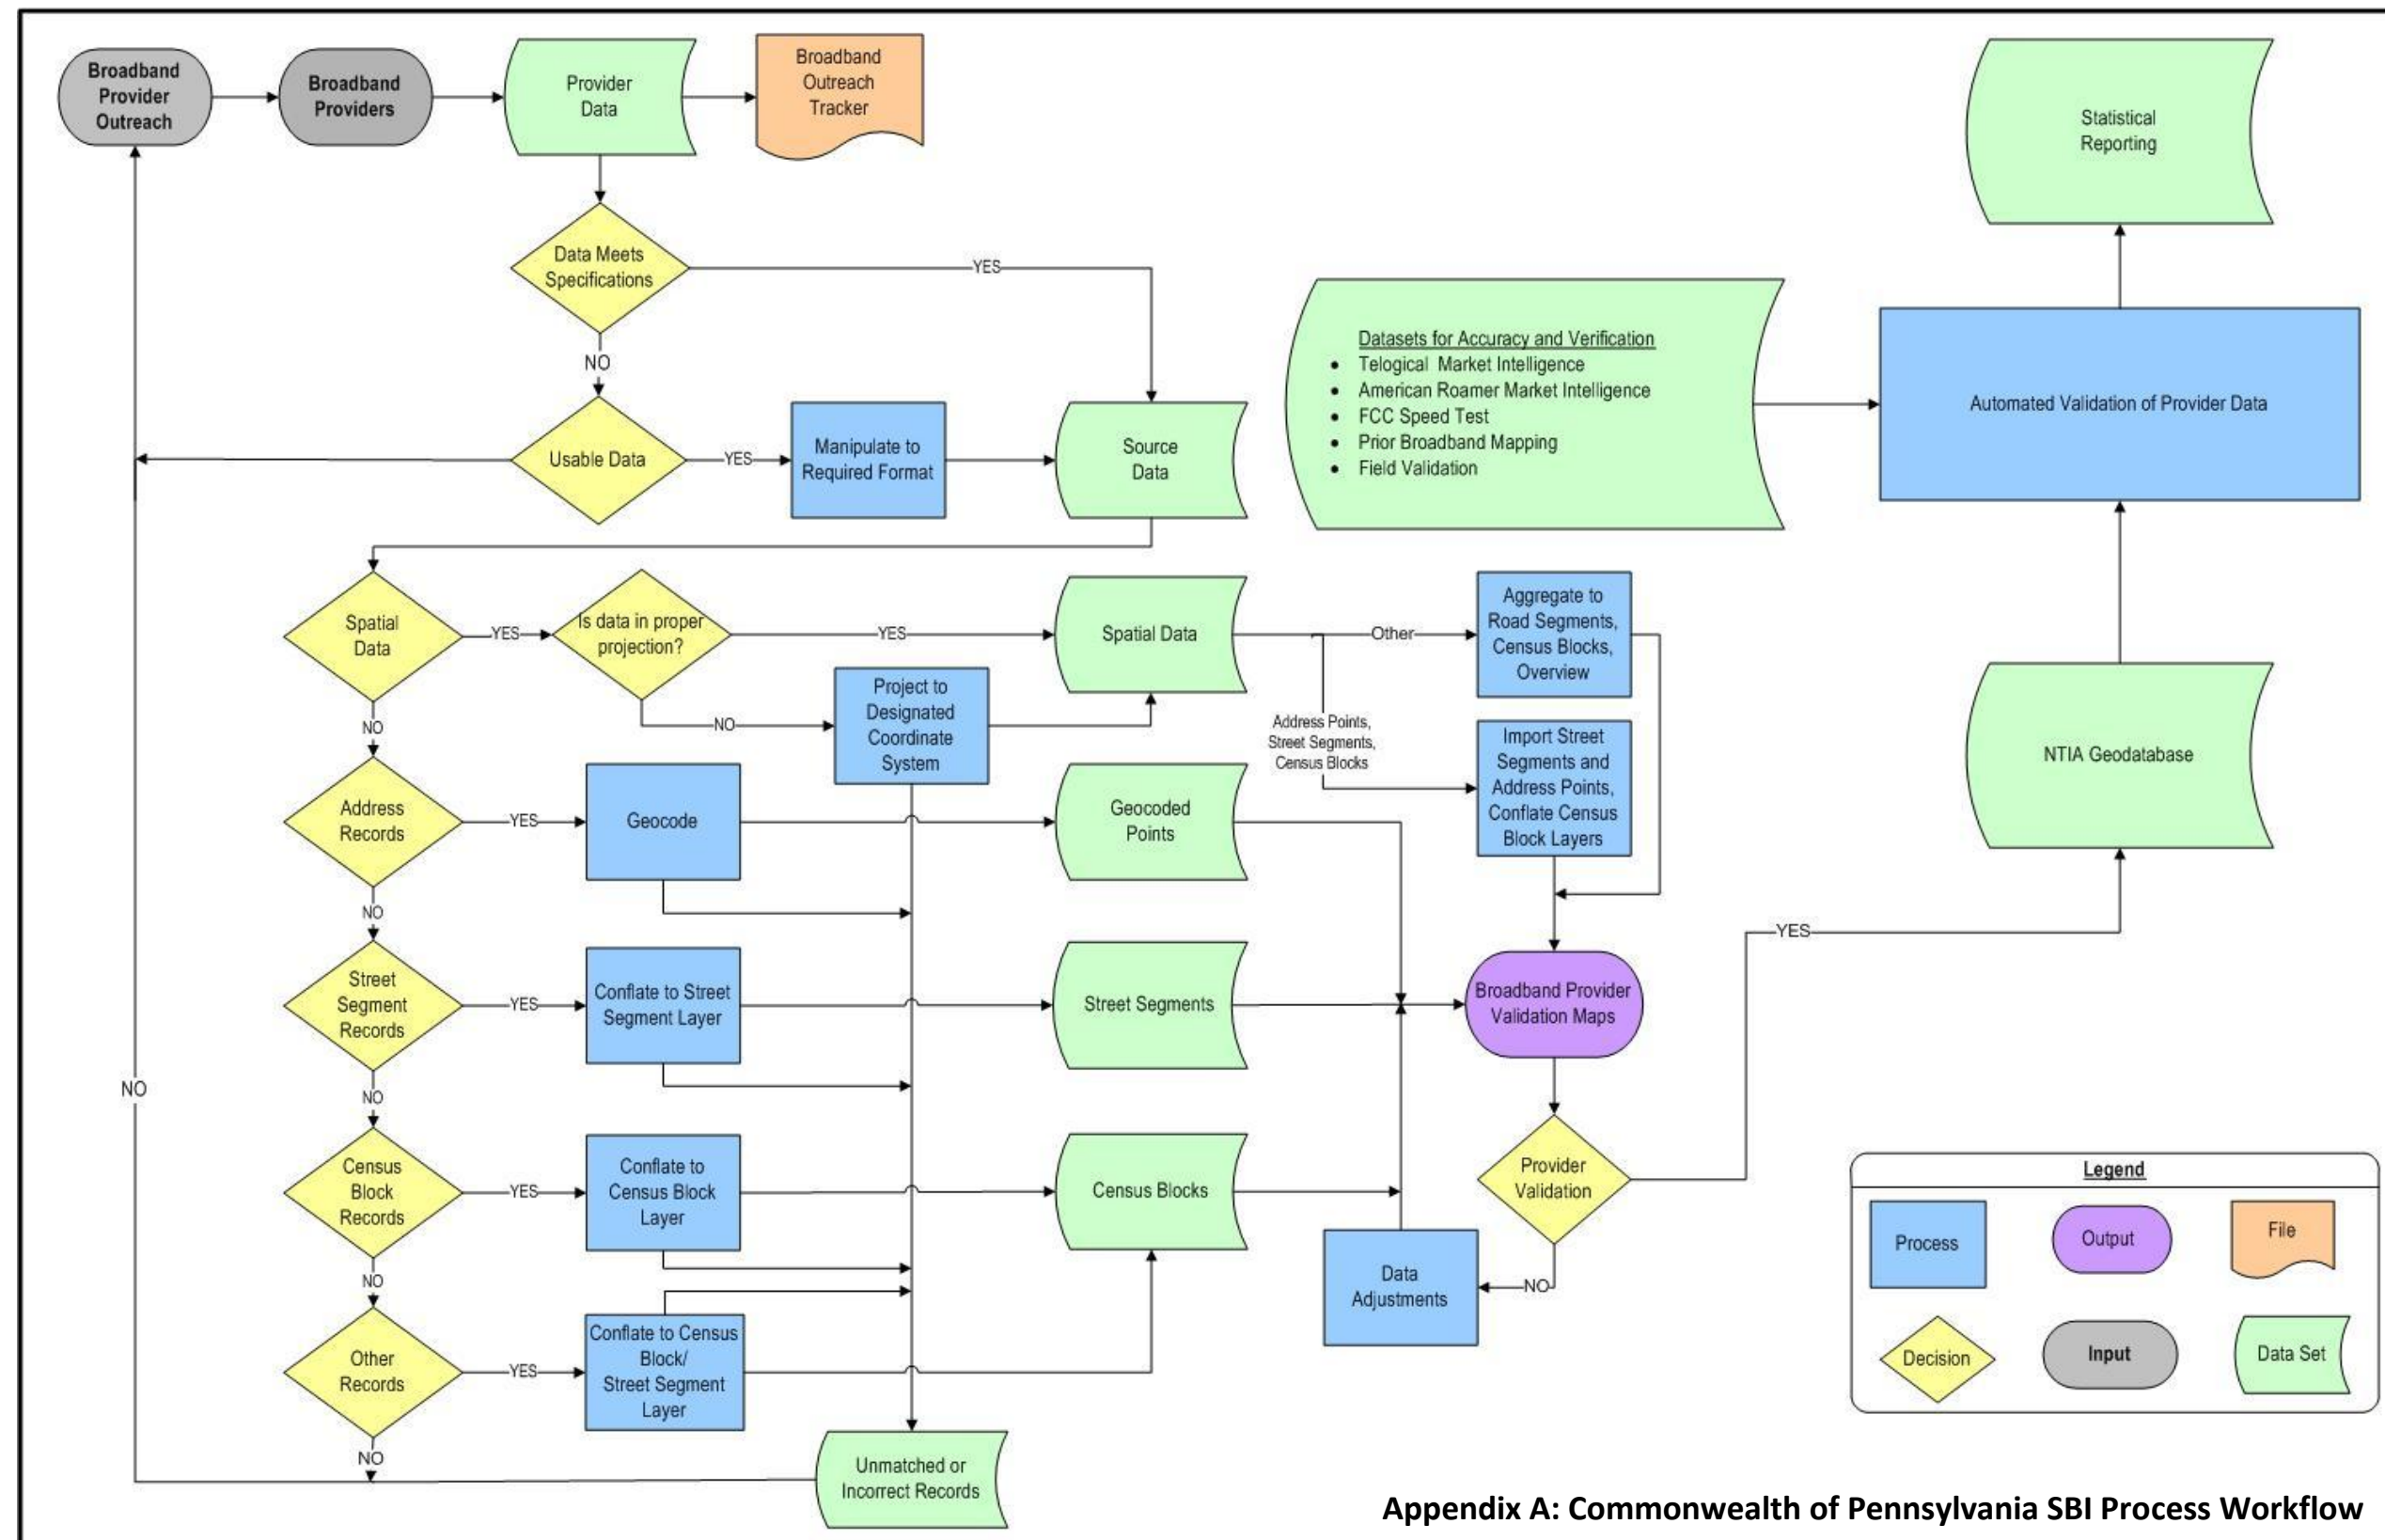 Broadband
Provider
Outreach
Broadband
Providers
Provider
Data
Broadband
Outreach
Tracker
Statistical
Reporting
Data Meets
Specifications
YES
NO
Datasets for Accuracy and Verification
• Telogical Market Intelligence
• American Roamer Market Intelligence
• FCC Speed Test
• Prior Broadband Mapping
• Field Validation
Automated Validation of Provider Data
Usable Data
YES
Manipulate to
Required Format
Source
Data
Spatial
Data
YES
Is data in proper
projection?
YES
Spatial Data
Other
Aggregate to
Road Segments,
Census Blocks,
Overview
NO
NO
Project to
Designated
Coordinate
System
Address Points,
Street Segments,
Census Blocks
Import Street
Segments and
Address Points,
Conflate Census
Block Layers
NTIA Geodatabase
Address
Records
YES
Geocode
Geocoded
Points
NO
YES
Street
Segment
Records
YES
Conflate to Street
Segment Layer
Street Segments
Broadband Provider
Validation Maps
NO
NO
Census
Block
Records
YES
Conflate to
Census Block
Layer
Census Blocks
Provider
Validation
NO
NO
Data
Adjustments
Other
Records
YES
Conflate to Census
Block/
Street Segment
Layer
NO
Unmatched or
Incorrect Records
Legend
Process
Output
File
Decision
Input
Data Set
Appendix A: Commonwealth of Pennsylvania SBI Process Workflow